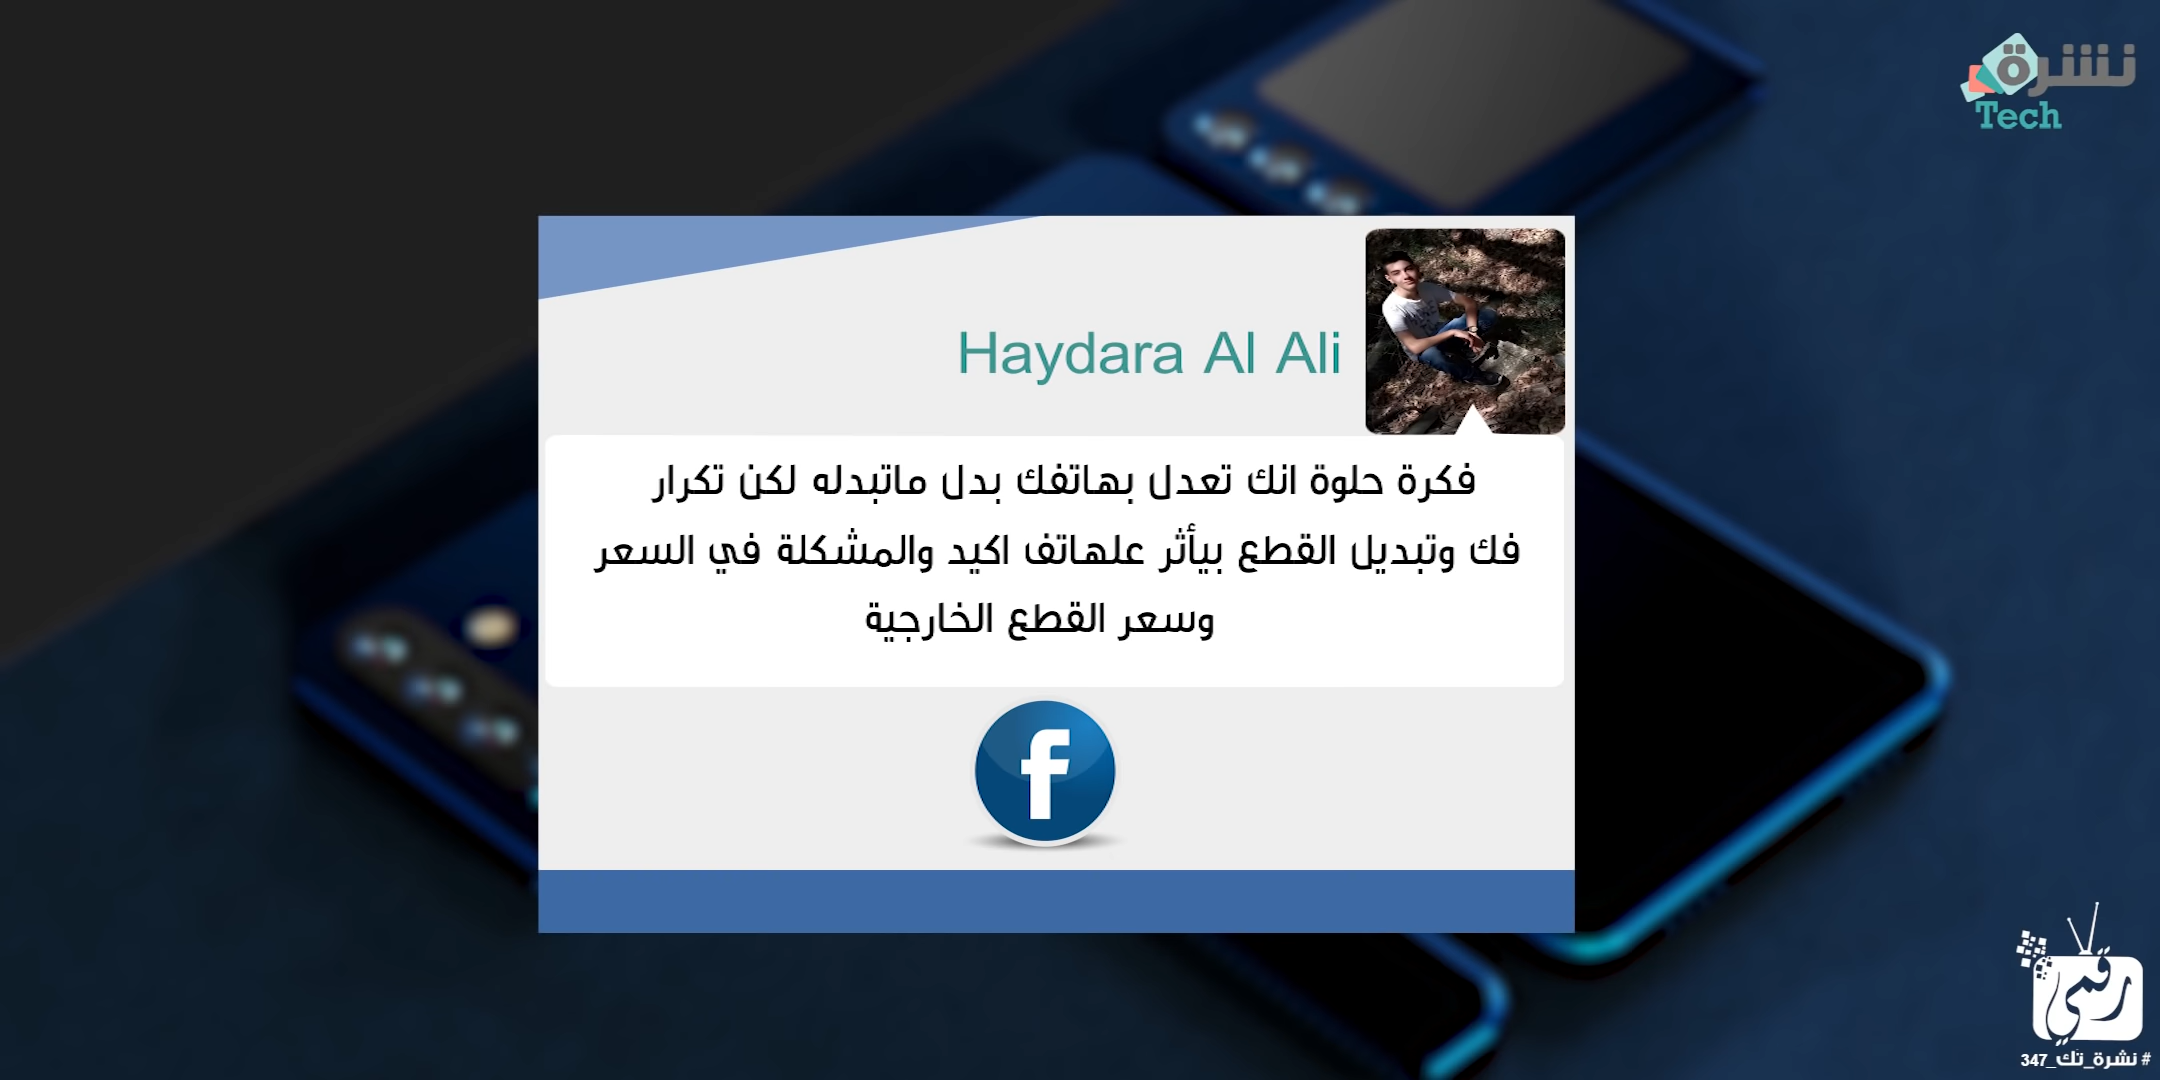 نشرة
Tech
Haydara Al Ali
فكرة حلوة انك تعدل بهاتفك بدل ماتبدله لكن تكرار
فك وتبديل القطع بيأثر علهاتف اكيد والمشكلة في السعر
وسعر القطع الخارجية
f
رقمي
# نشرة_تك_347